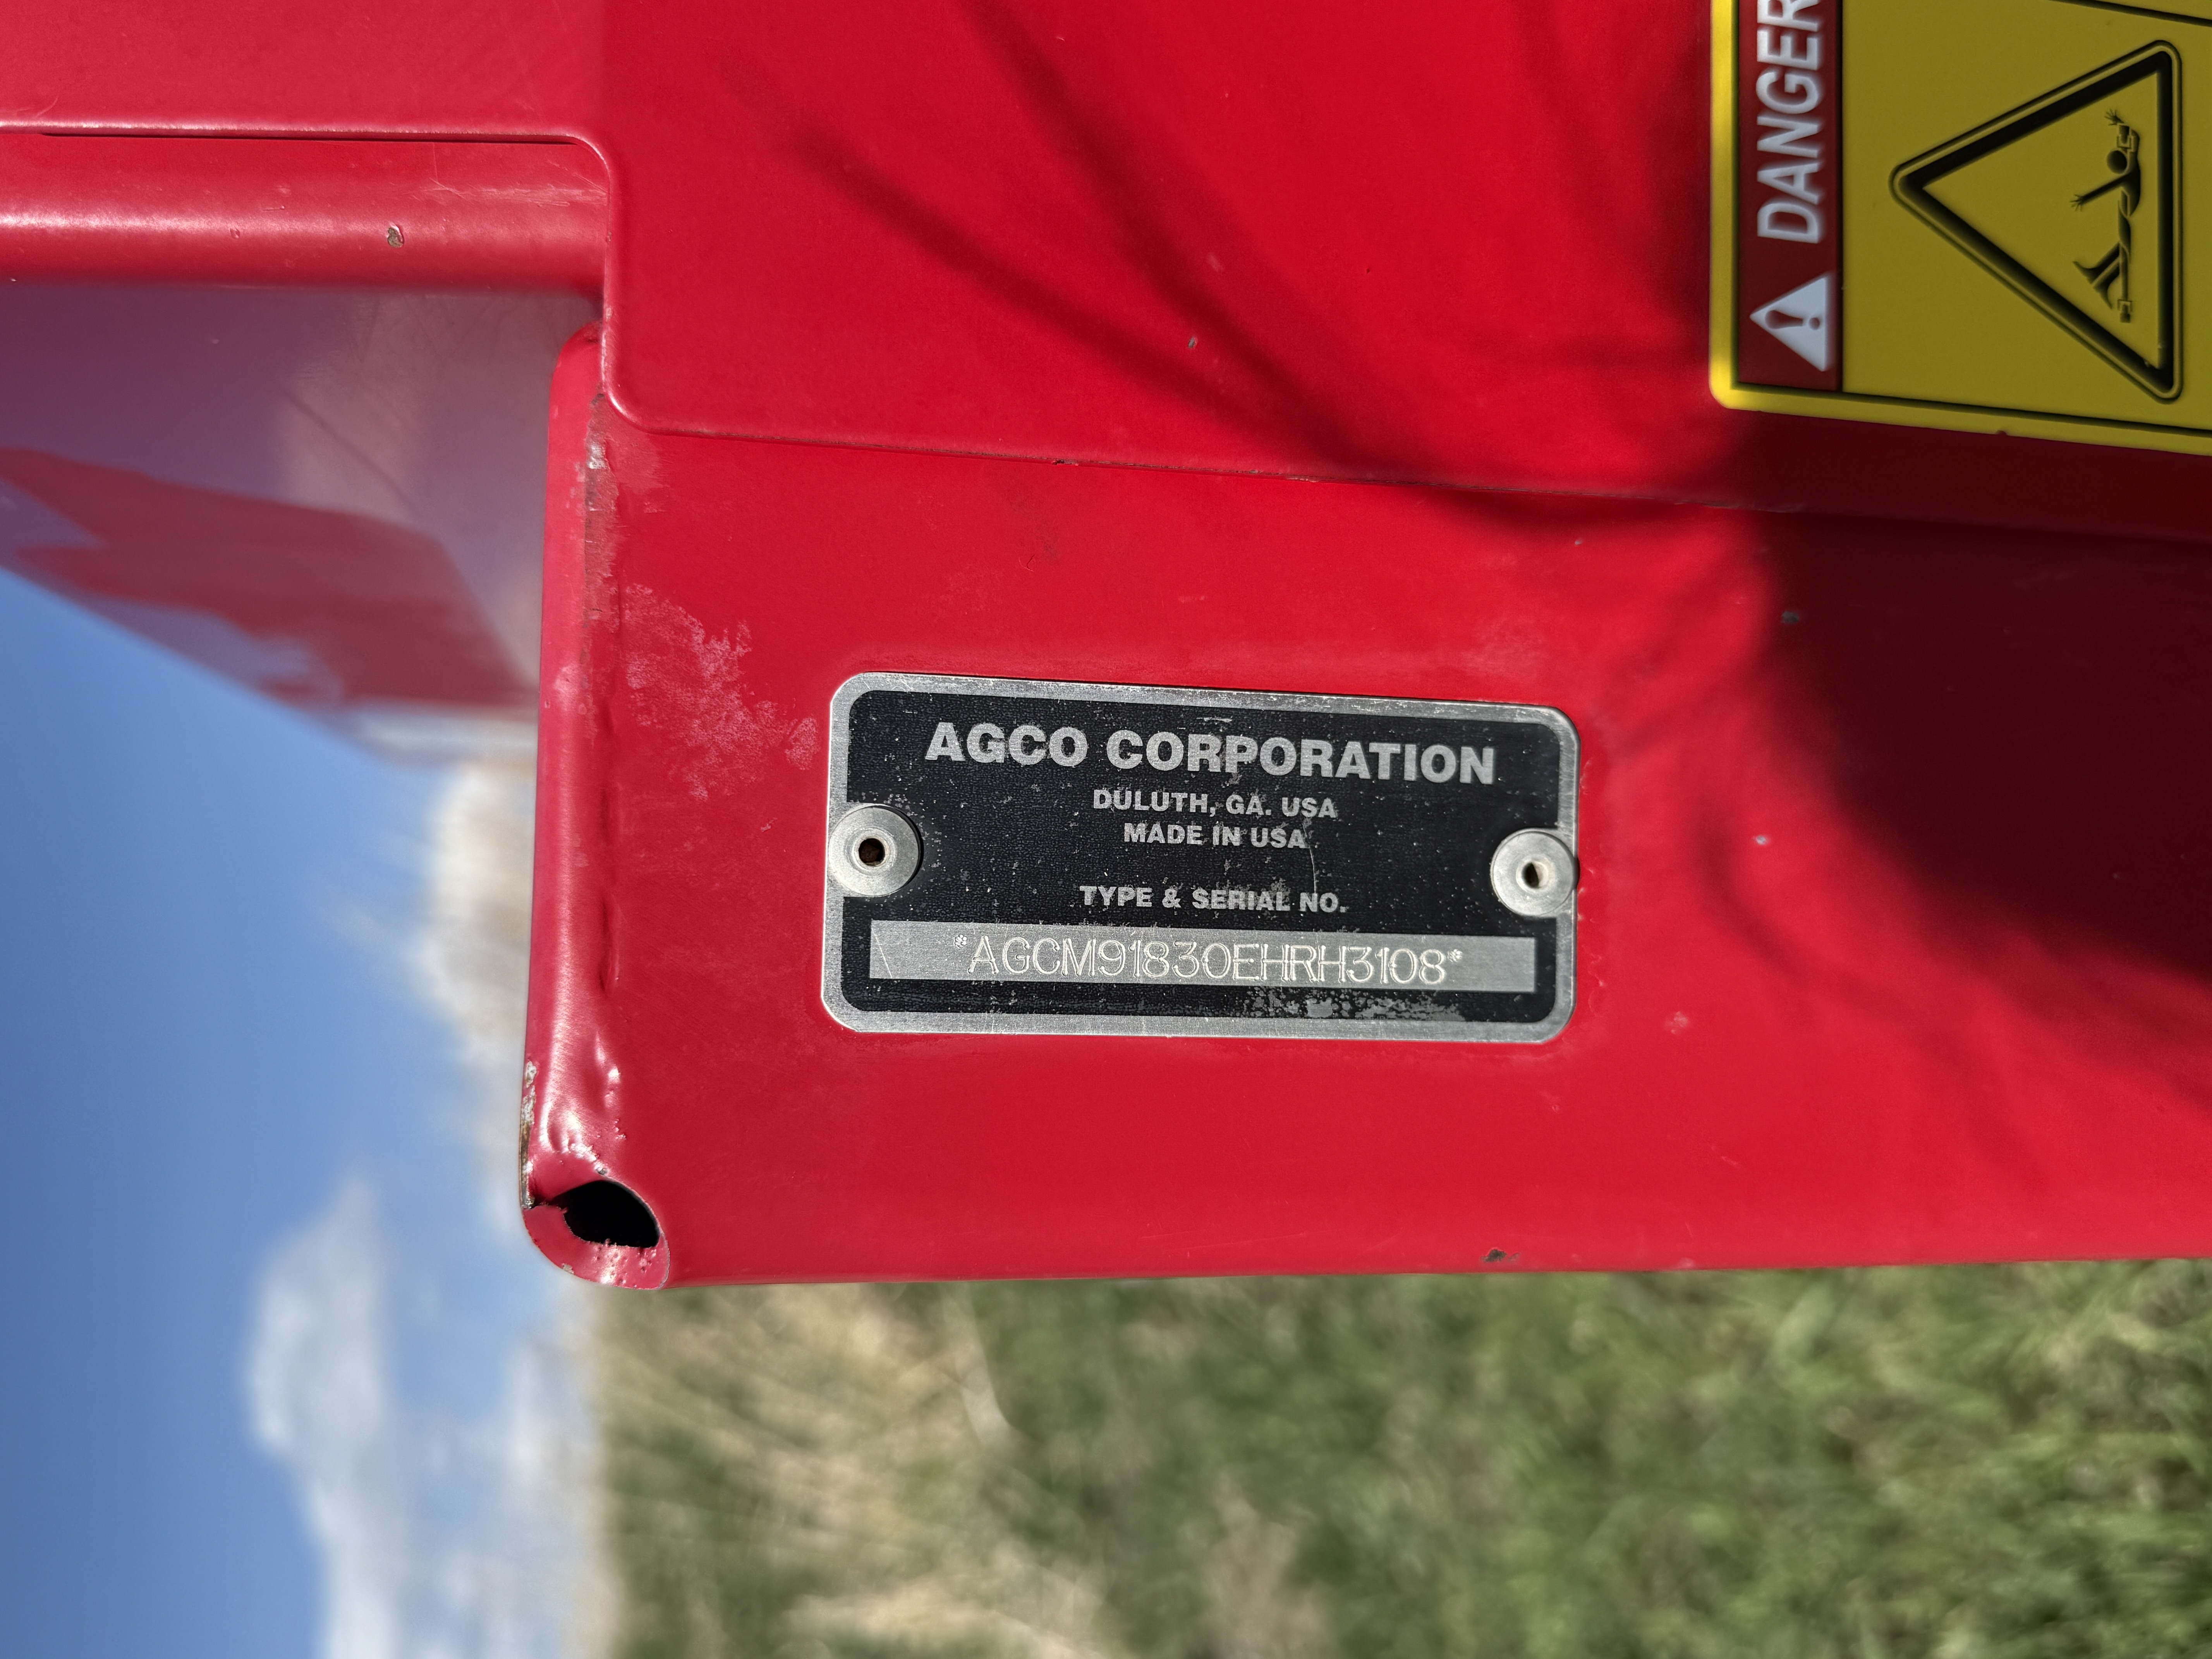 DANGER
AGCO CORPORATION
DULUTH, GA. USA
MADE IN USA
TYPE & SERIAL NO.
*AGCM91830EHRH3108*